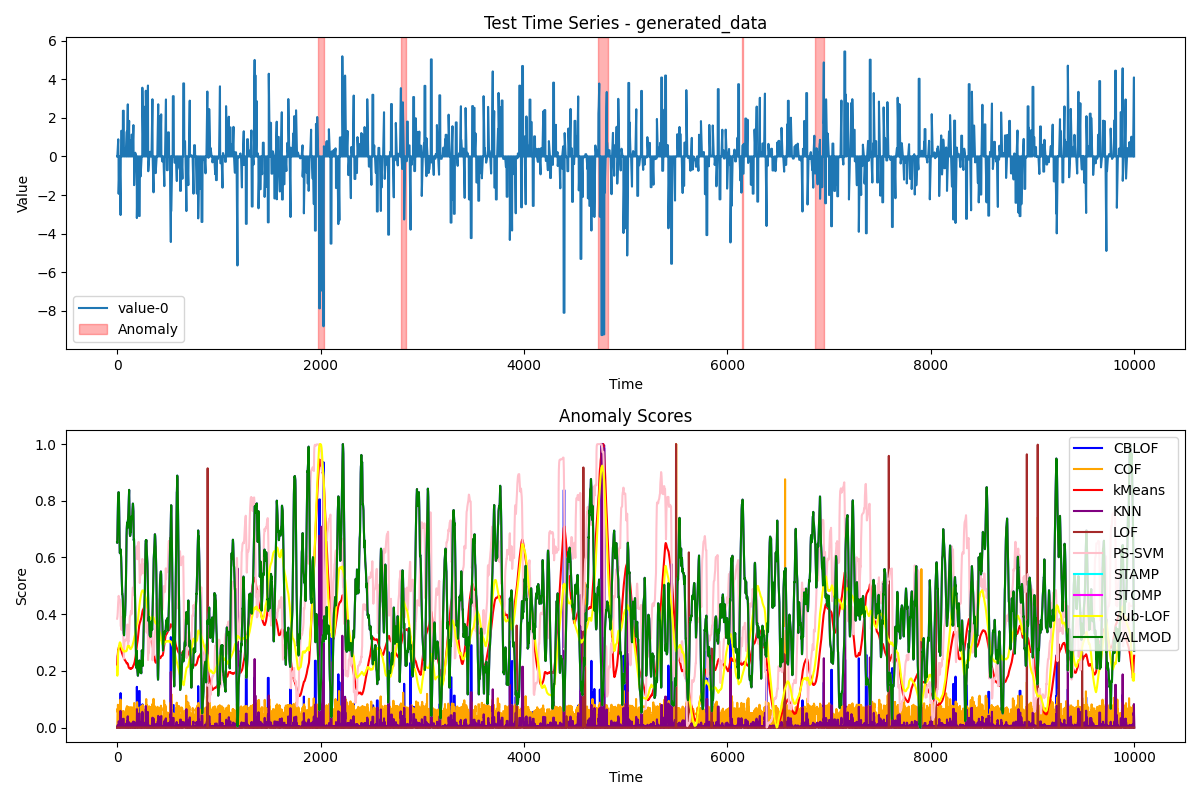 Test Time Series - generated_data
6
4
2
0
−2
−4
−6
−8
Value
value-0
Anomaly
0 2000 4000 6000 8000 10000
Time
Anomaly Scores
1.0
0.8
0.6
0.4
0.2
0.0
Score
CBLOF
COF
kMeans
KNN
LOF
PS-SVM
STAMP
STOMP
Sub-LOF
VALMOD
0 2000 4000 6000 8000 10000
Time